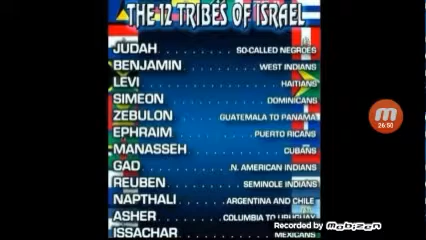 THE 12 TRIBES OF ISRAEL
JUDAH . . . . . . . . . . . . SO-CALLED NEGROES
BENJAMIN . . . . . . . . . . . . WEST INDIANS
LEVI . . . . . . . . . . . . HAITIANS
SIMEON . . . . . . . . . . . . DOMINICANS
ZEBULON . . . . . . . . GUATEMALA TO PANAMA
EPHRAIM . . . . . . . . . . . . PUERTO RICANS
MANASSEH . . . . . . . . . . . . CUBANS
GAD . . . . . . . . . . . . N. AMERICAN INDIANS
REUBEN . . . . . . . . . . . . SEMINOLE INDIANS
NAPTHALI . . . . . . . . ARGENTINA AND CHILE
ASHER . . . . . . . . COLUMBIA TO URUGUAY
ISSACHAR . . . . . . . . . . . . MEXICANS
26:50
Recorded by Mobizen